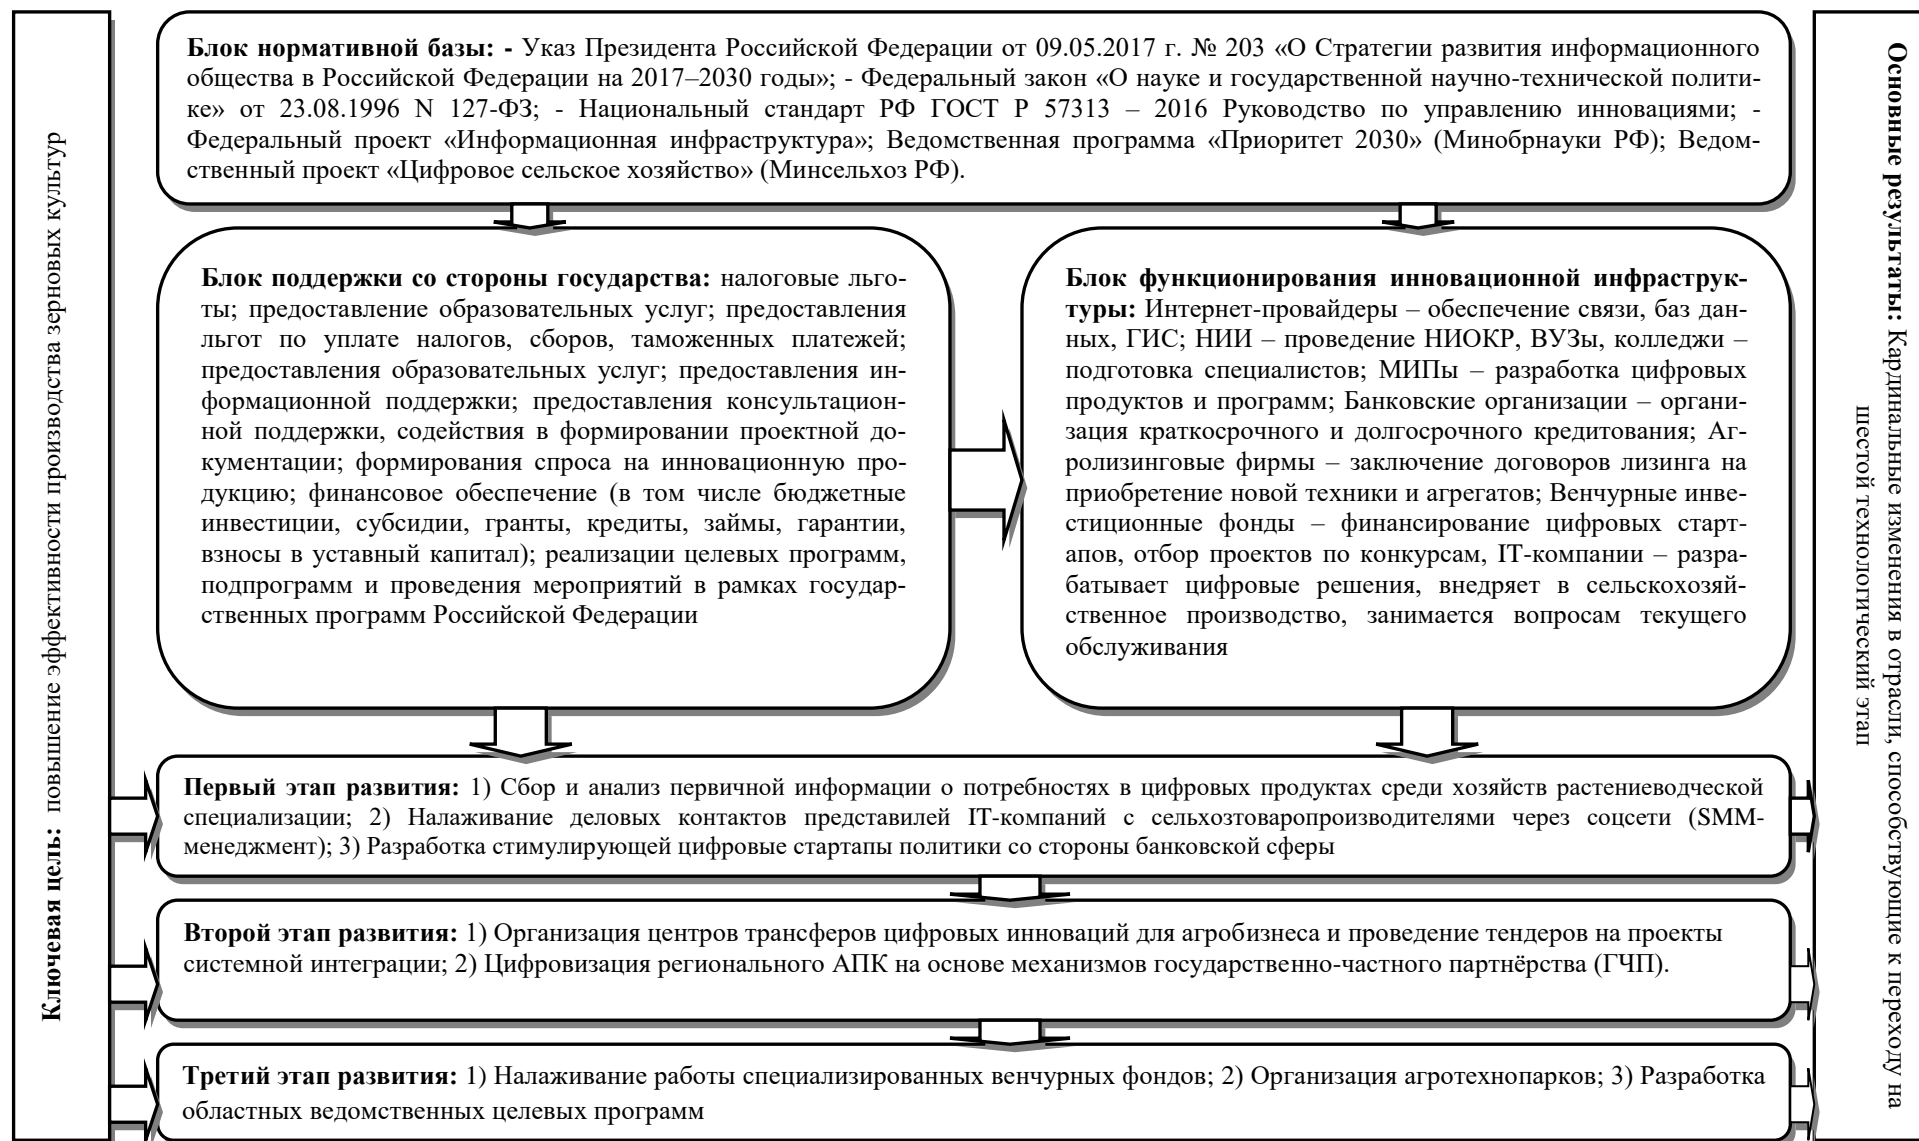 Ключевая цель: повышение эффективности производства зерновых культур
Блок нормативной базы: - Указ Президента Российской Федерации от 09.05.2017 г. № 203 «О Стратегии развития информационного
общества в Российской Федерации на 2017–2030 годы»; - Федеральный закон «О науке и государственной научно-технической полити-
ке» от 23.08.1996 N 127-ФЗ; - Национальный стандарт РФ ГОСТ Р 57313 – 2016 Руководство по управлению инновациями; -
Федеральный проект «Информационная инфраструктура»; Ведомственная программа «Приоритет 2030» (Минобрнауки РФ); Ведом-
ственный проект «Цифровое сельское хозяйство» (Минсельхоз РФ).
Блок поддержки со стороны государства: налоговые льго-
ты; предоставление образовательных услуг; предоставления
льгот по уплате налогов, сборов, таможенных платежей;
предоставления образовательных услуг; предоставления ин-
формационной поддержки; предоставления консультацион-
ной поддержки, содействия в формировании проектной до-
кументации; формирования спроса на инновационную про-
дукцию; финансовое обеспечение (в том числе бюджетные
инвестиции, субсидии, гранты, кредиты, займы, гарантии,
взносы в уставный капитал); реализации целевых программ,
подпрограмм и проведения мероприятий в рамках государ-
ственных программ Российской Федерации
Блок функционирования инновационной инфраструк-
туры: Интернет-провайдеры – обеспечение связи, баз дан-
ных, ГИС; НИИ – проведение НИОКР, ВУЗы, колледжи –
подготовка специалистов; МИПы – разработка цифровых
продуктов и программ; Банковские организации – органи-
зация краткосрочного и долгосрочного кредитования; Аг-
ролизинговые фирмы – заключение договоров лизинга на
приобретение новой техники и агрегатов; Венчурные инве-
стиционные фонды – финансирование цифровых старт-
апов, отбор проектов по конкурсам, IT-компании – разра-
батывает цифровые решения, внедряет в сельскохозяй-
ственное производство, занимается вопросам текущего
обслуживания
Первый этап развития: 1) Сбор и анализ первичной информации о потребностях в цифровых продуктах среди хозяйств растениеводческой
специализации; 2) Налаживание деловых контактов представилей IT-компаний с сельхозтоваропроизводителями через соцсети (SMM-
менеджмент); 3) Разработка стимулирующей цифровые стартапы политики со стороны банковской сферы
Второй этап развития: 1) Организация центров трансферов цифровых инноваций для агробизнеса и проведение тендеров на проекты
системной интеграции; 2) Цифровизация регионального АПК на основе механизмов государственно-частного партнёрства (ГЧП).
Третий этап развития: 1) Налаживание работы специализированных венчурных фондов; 2) Организация агротехнопарков; 3) Разработка
областных ведомственных целевых программ
Основные результаты: Кардинальные изменения в отрасли, способствующие к переходу на
шестой технологический этап